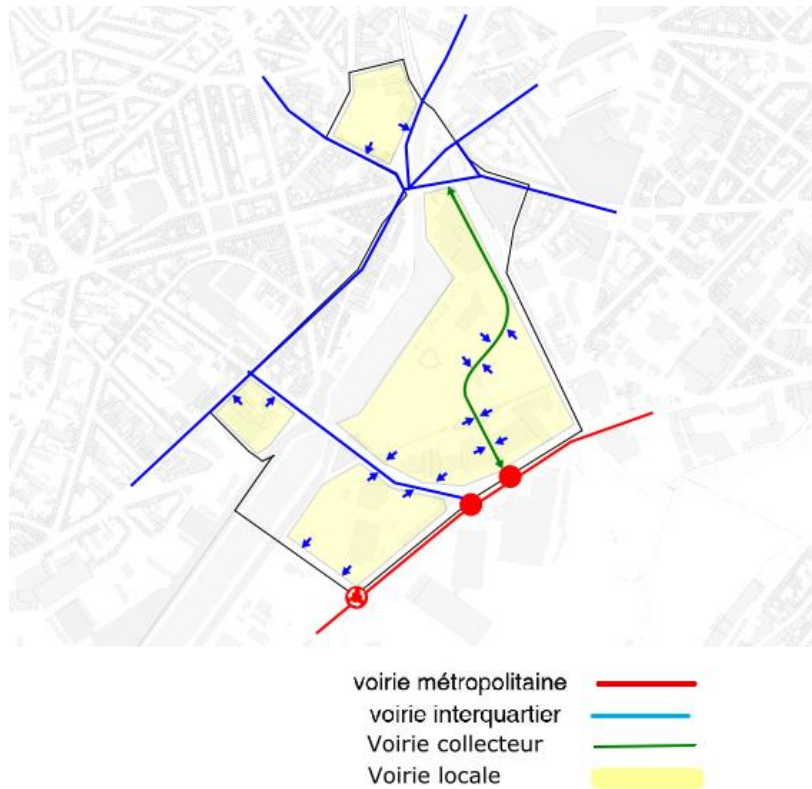 voirie métropolitaine
voirie interquartier
Voirie collecteur
Voirie locale